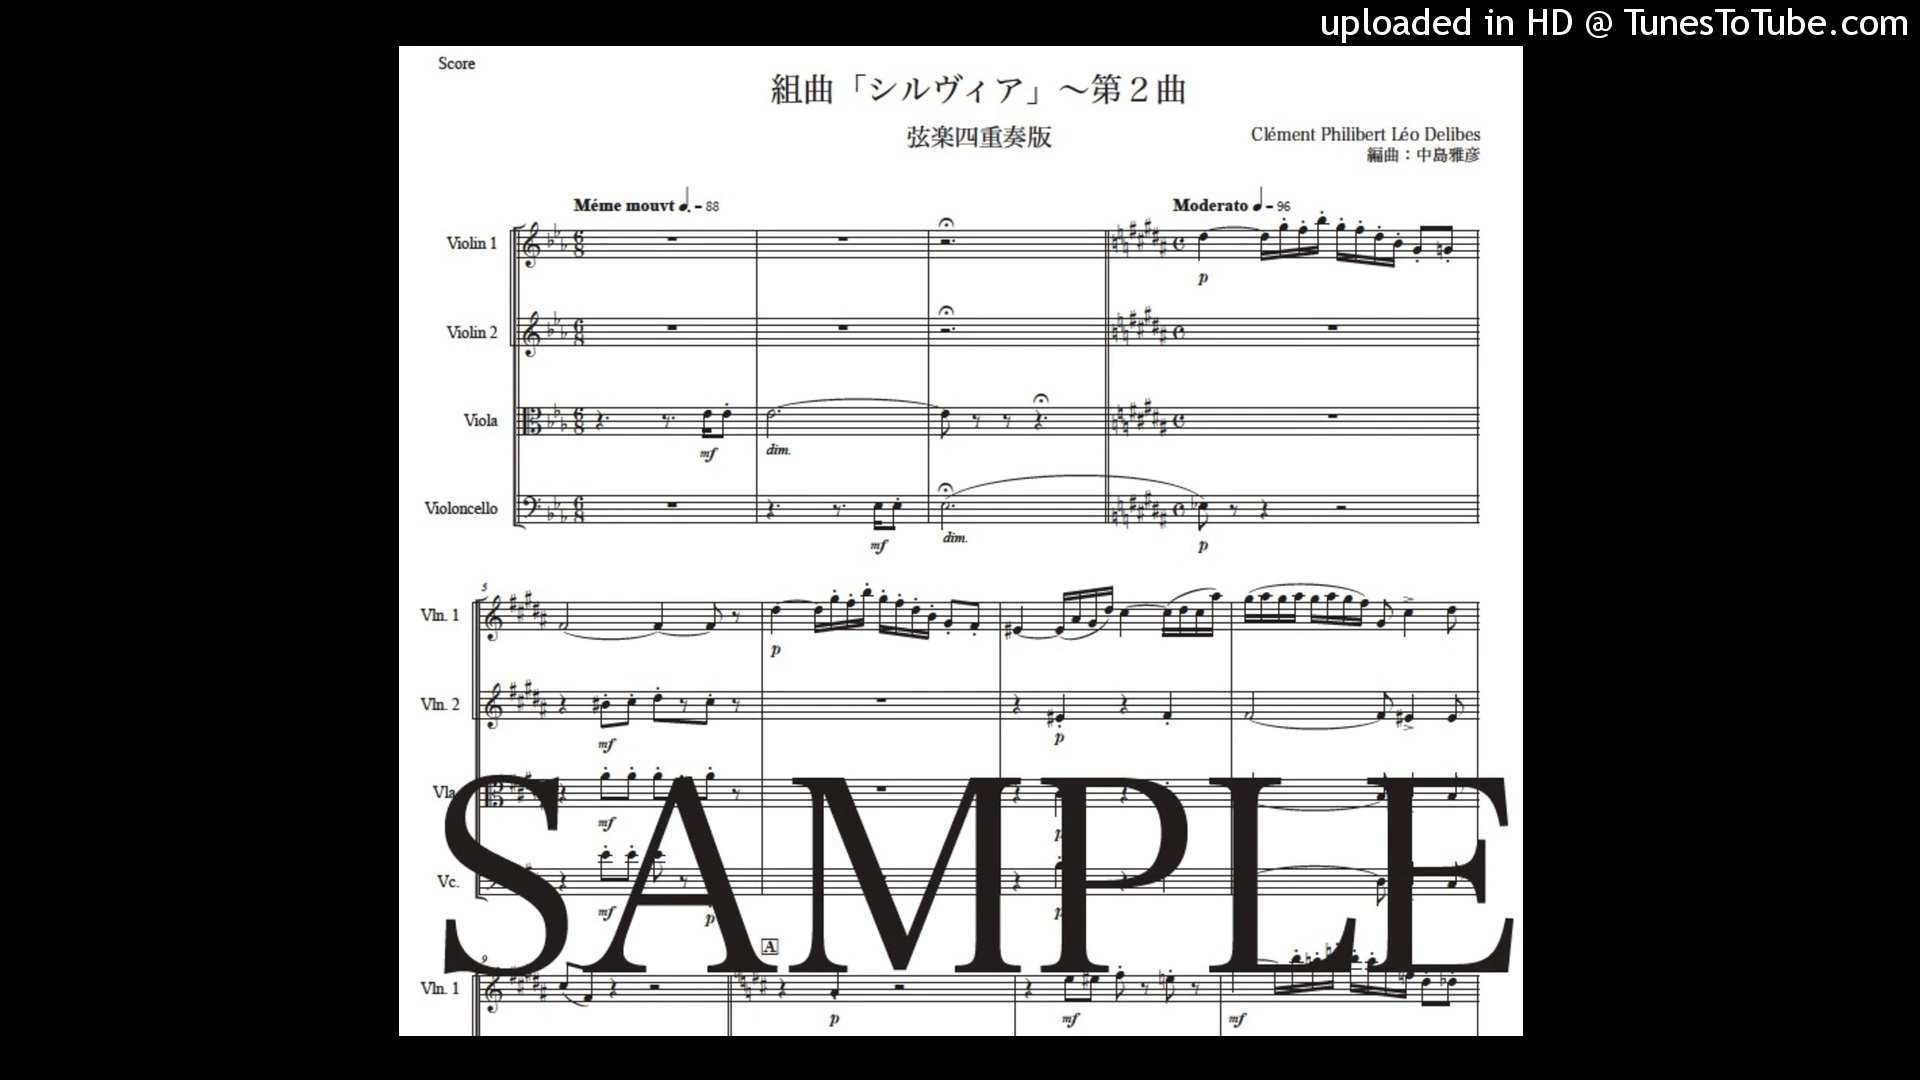 uploaded in HD @ TunesToTube.com
Score
組曲「シルヴィア」～第２曲
弦楽四重奏版
Clément Philibert Léo Delibes
編曲：中島雅彦
Méme mouvt ♩. = 88
Moderato ♩ = 96
Violin 1
p
Violin 2
Viola
mf
dim.
Violoncello
mf
dim.
p
5
Vln. 1
p
Vln. 2
mf
p
Vla.
mf
p
Vc.
mf
p
p
SAMPLE
A
9
Vln. 1
p
mf
mf